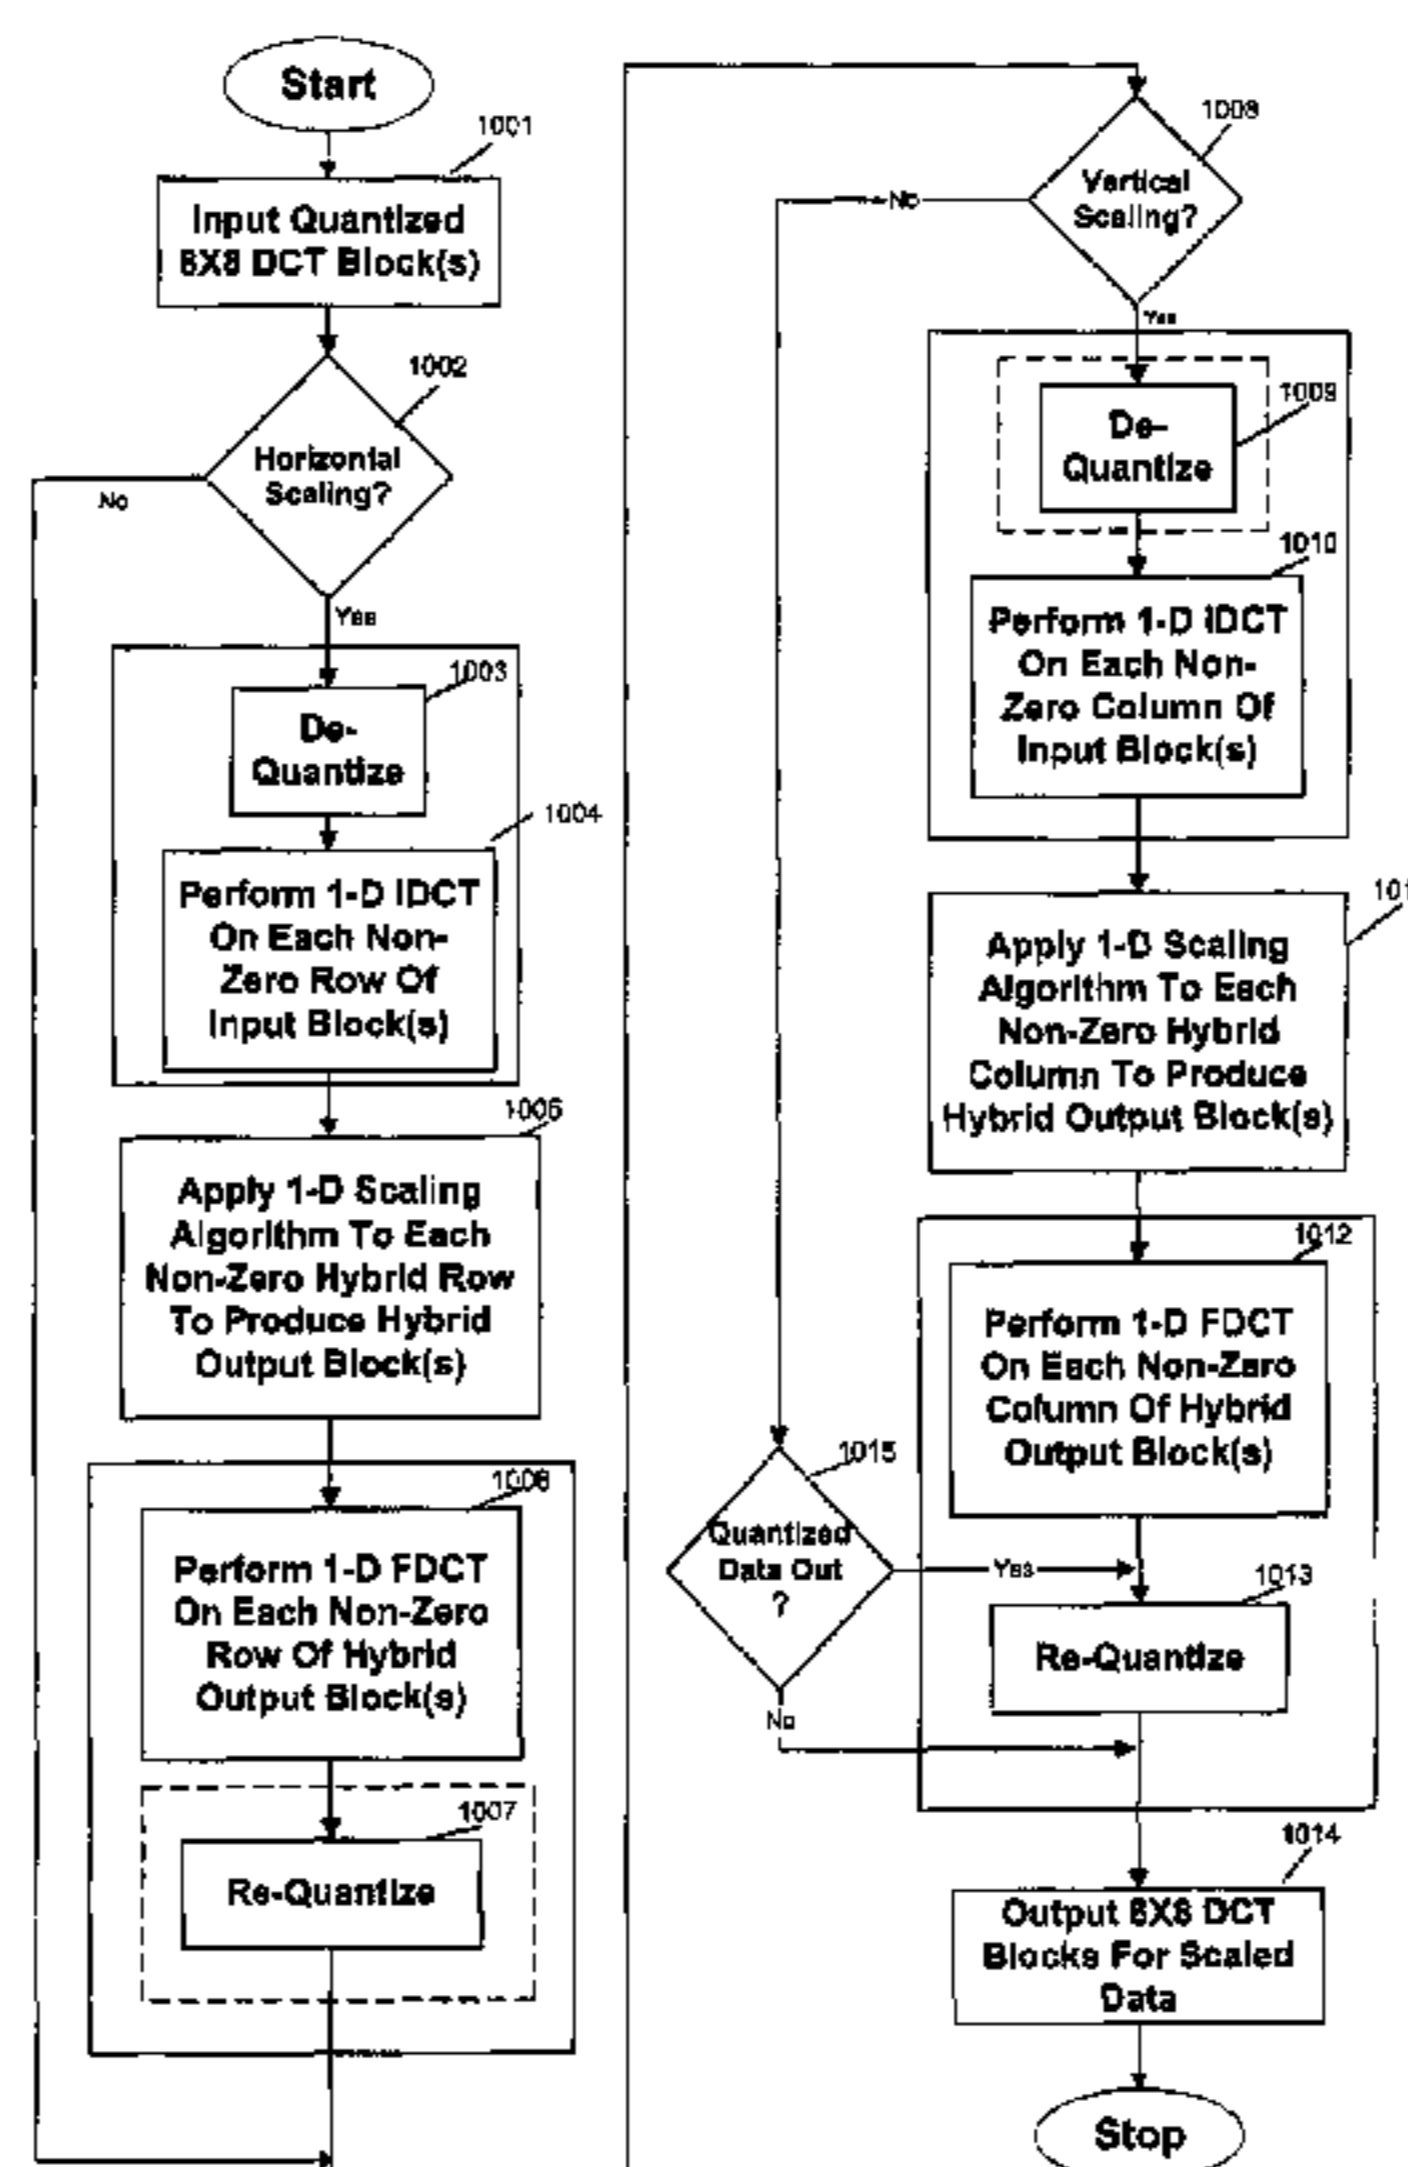 Start
1001
Input Quantized
8X8 DCT Block(s)
1002
Horizontal
Scaling?
No
Yes
1003
De-
Quantize
1004
Perform 1-D IDCT
On Each Non-
Zero Row Of
Input Block(s)
1005
Apply 1-D Scaling
Algorithm To Each
Non-Zero Hybrid Row
To Produce Hybrid
Output Block(s)
1006
Perform 1-D FDCT
On Each Non-Zero
Row Of Hybrid
Output Block(s)
1007
Re-Quantize
1008
Vertical
Scaling?
No
Yes
1009
De-
Quantize
1010
Perform 1-D IDCT
On Each Non-
Zero Column Of
Input Block(s)
Apply 1-D Scaling
Algorithm To Each
Non-Zero Hybrid
Column To Produce
Hybrid Output Block(s)
1012
Perform 1-D FDCT
On Each Non-Zero
Column Of Hybrid
Output Block(s)
1015
Quantized
Data Out
?
Yes
No
1013
Re-Quantize
1014
Output 8X8 DCT
Blocks For Scaled
Data
Stop